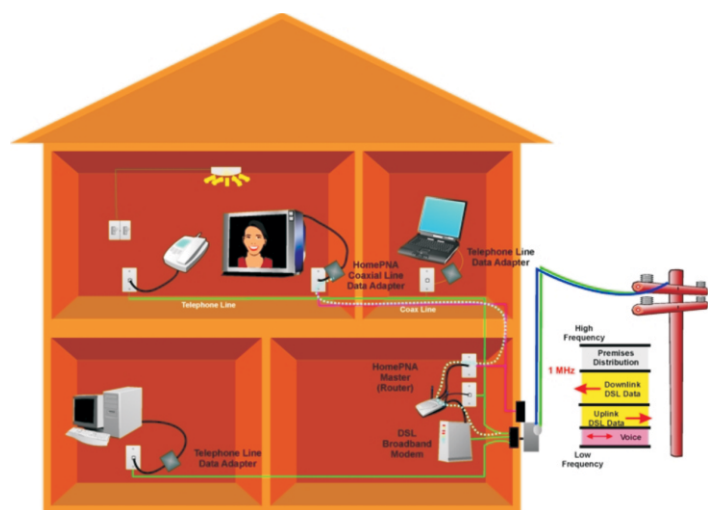 HomePNA
Coaxial Line
Data Adapter
Telephone Line
Data Adapter
Telephone Line
Coax Line
HomePNA
Master
(Router)
DSL
Broadband
Modem
Telephone Line
Data Adapter
High
Frequency
Premises
Distribution
1 MHz
Downlink
DSL Data
Uplink
DSL Data
Voice
Low
Frequency